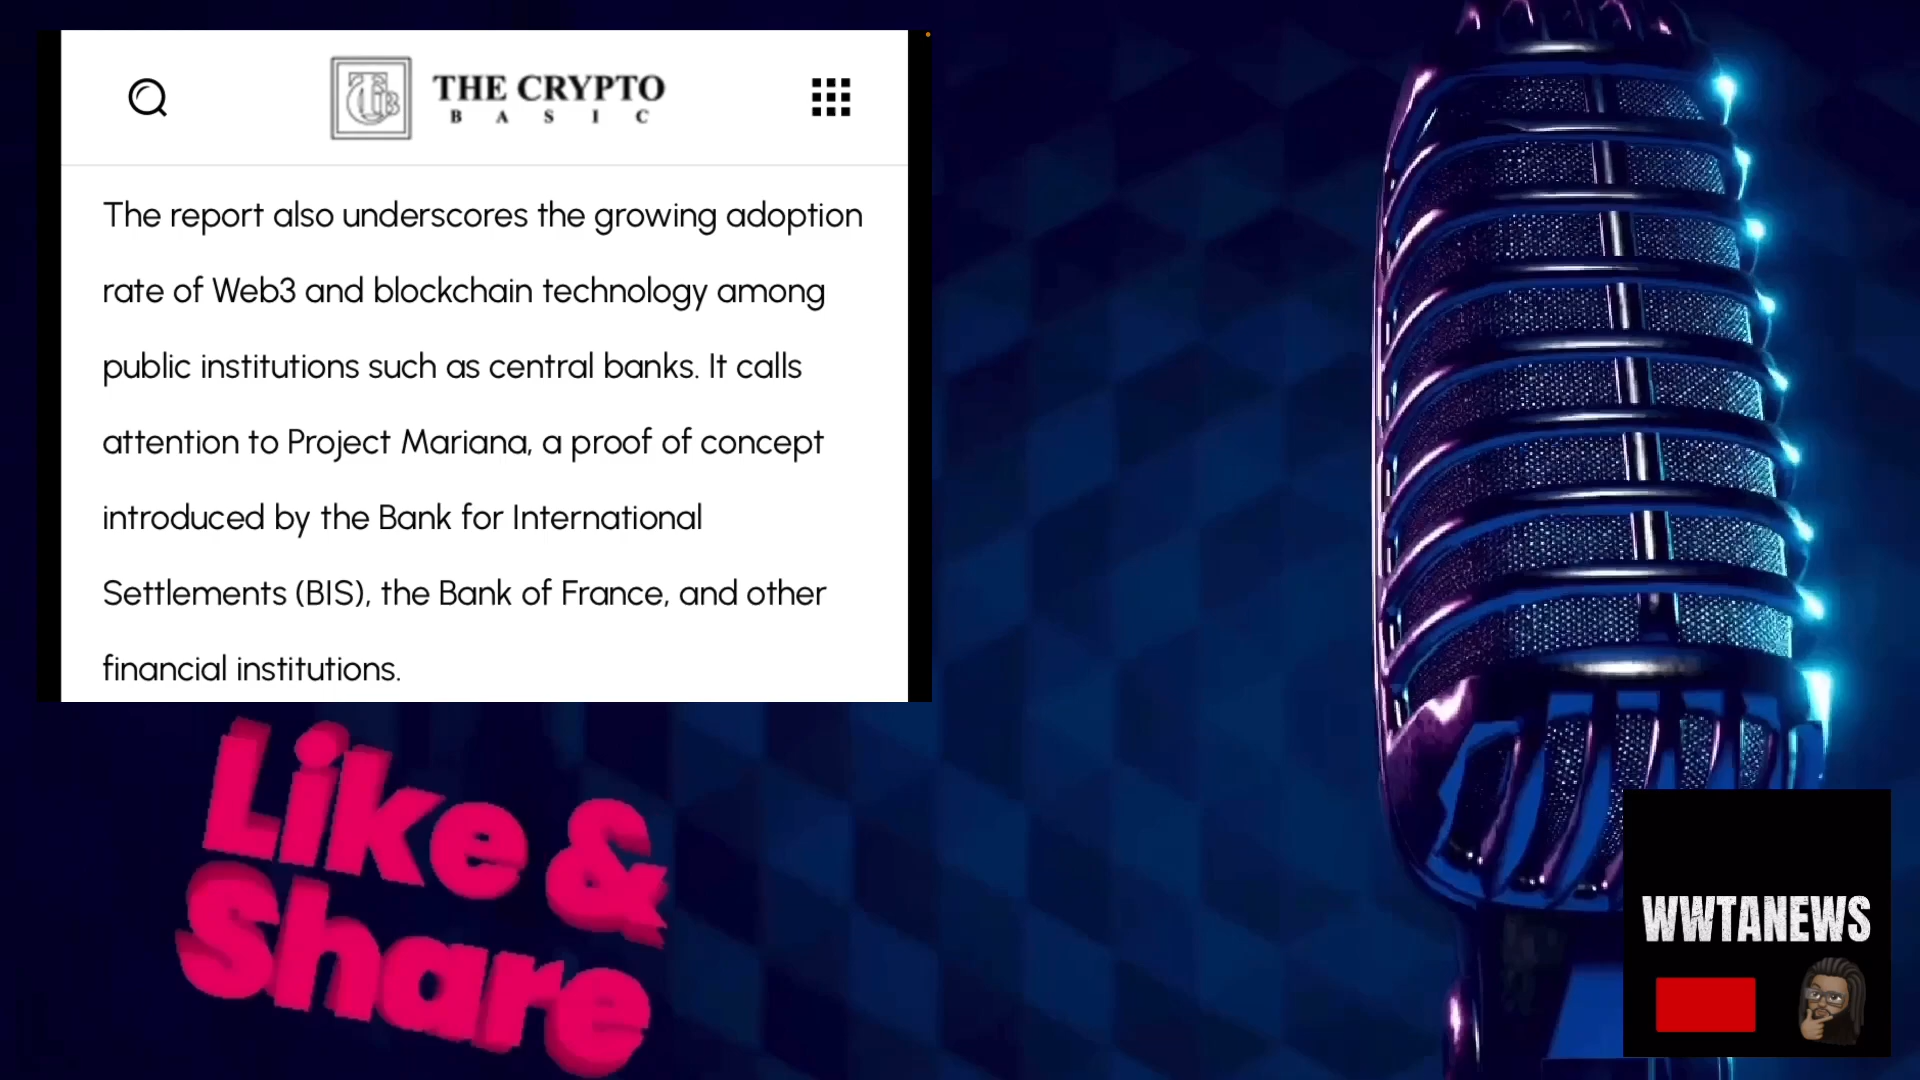 THE CRYPTO
BASIC
The report also underscores the growing adoption
rate of Web3 and blockchain technology among
public institutions such as central banks. It calls
attention to Project Mariana, a proof of concept
introduced by the Bank for International
Settlements (BIS), the Bank of France, and other
financial institutions.
Like &
Share
WWTANEWS